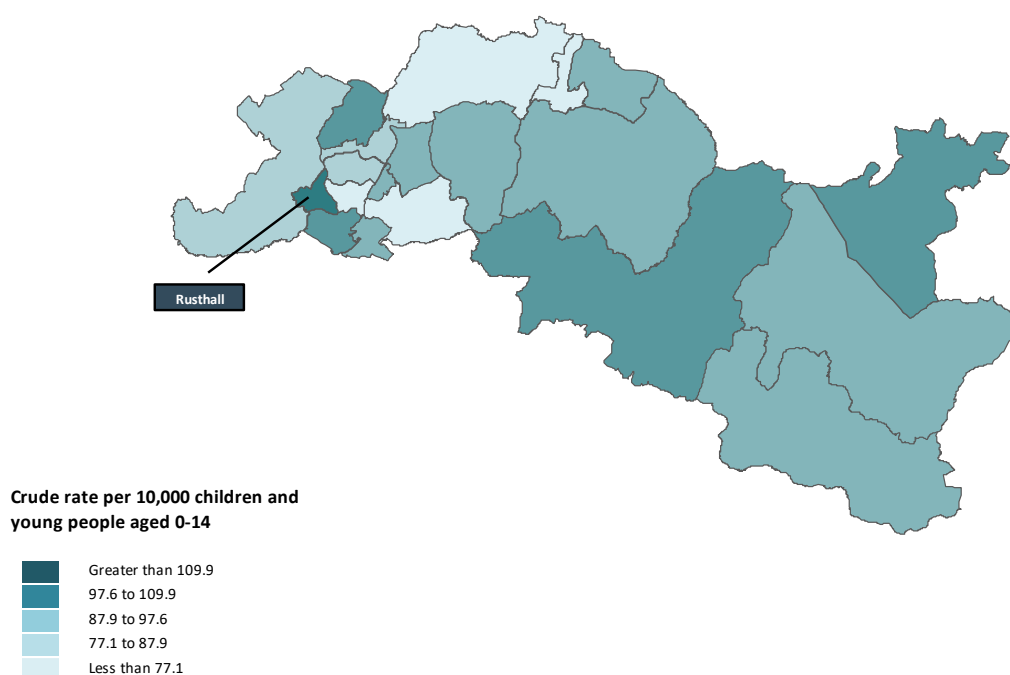 Rusthall
Crude rate per 10,000 children and
young people aged 0-14
Greater than 109.9
97.6 to 109.9
87.9 to 97.6
77.1 to 87.9
Less than 77.1